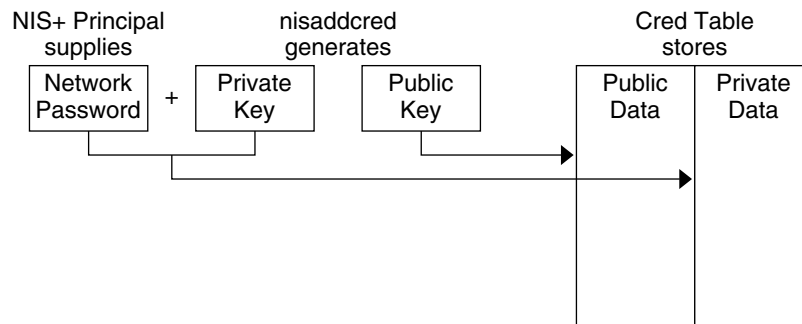 NIS+ Principal
supplies
nisaddcred
generates
Cred Table
stores
Network
Password
+
Private
Key
Public
Key
Public
Data
Private
Data